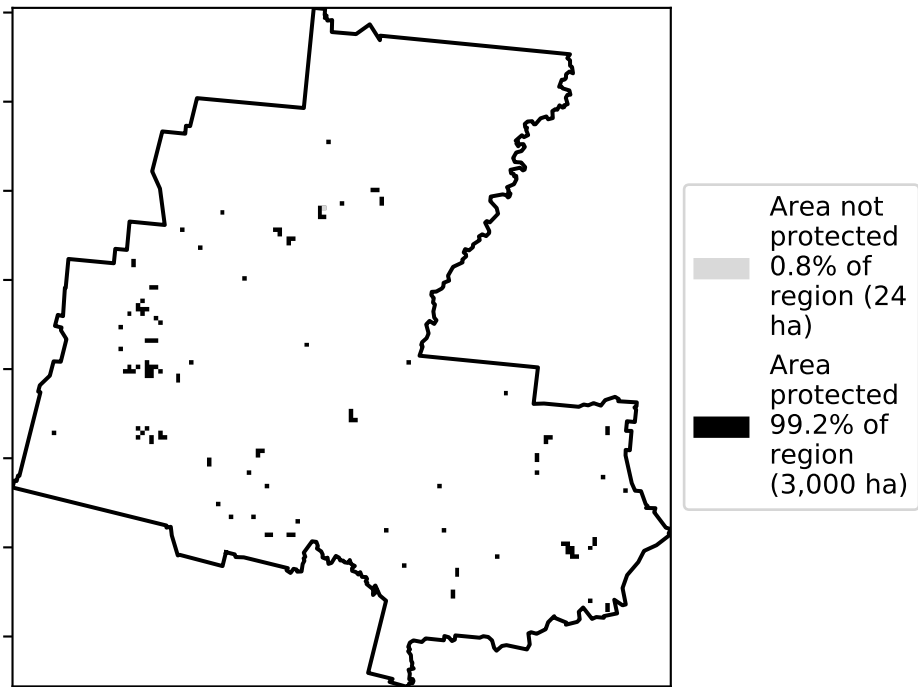 Area not
protected
0.8% of
region (24
ha)
Area
protected
99.2% of
region
(3,000 ha)